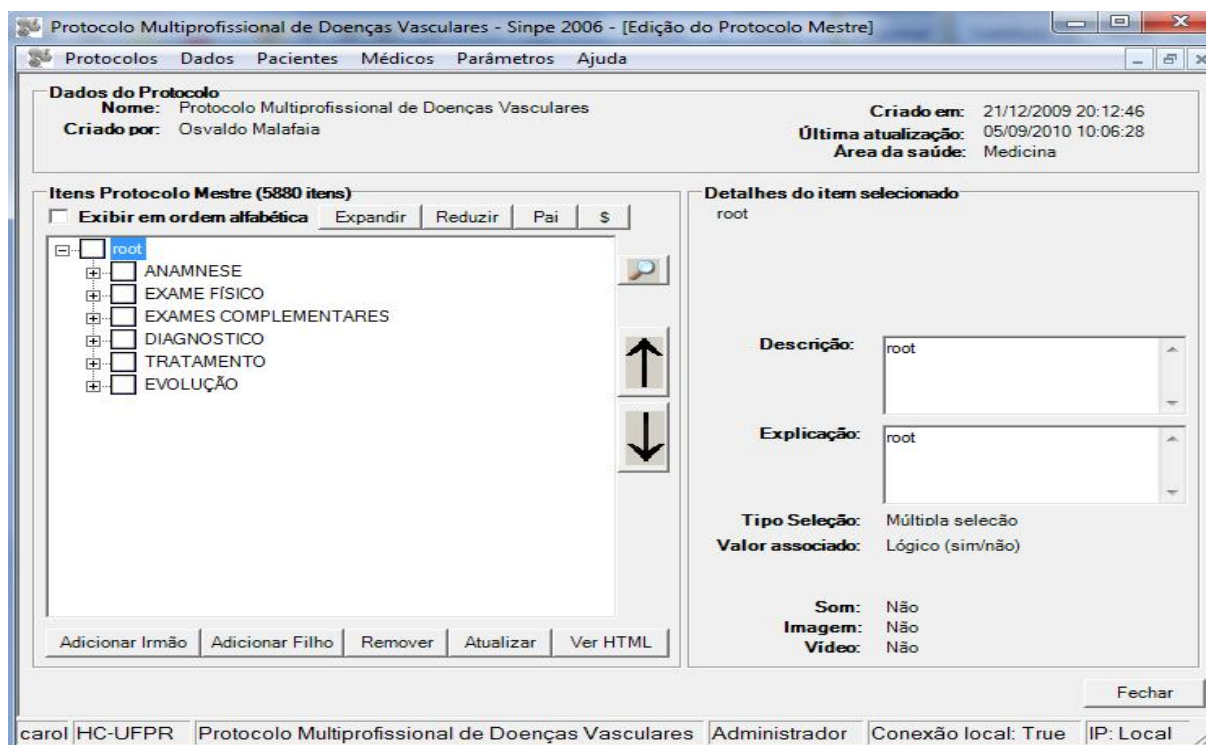 Protocolo Multiprofissional de Doenças Vasculares - Sinpe 2006 - [Edição do Protocolo Mestre]
Protocolos Dados Pacientes Médicos Parâmetros Ajuda
Dados do Protocolo
Nome: Protocolo Multiprofissional de Doenças Vasculares
Criado por: Osvaldo Malafaia
Criado em: 21/12/2009 20:12:46
Última atualização: 05/09/2010 10:06:28
Área da saúde: Medicina
Itens Protocolo Mestre (5880 itens)
Exibir em ordem alfabética Expandir Reduzir Pai $
root
ANAMNESE
EXAME FÍSICO
EXAMES COMPLEMENTARES
DIAGNOSTICO
TRATAMENTO
EVOLUÇÃO
Adicionar Irmão Adicionar Filho Remover Atualizar Ver HTML
Detalhes do item selecionado
root
Descrição: root
Explicação: root
Tipo Seleção: Múltipla seleção
Valor associado: Lógico (sim/não)
Som: Não
Imagem: Não
Vídeo: Não
Fechar
carol HC-UFPR Protocolo Multiprofissional de Doenças Vasculares Administrador Conexão local: True IP: Local